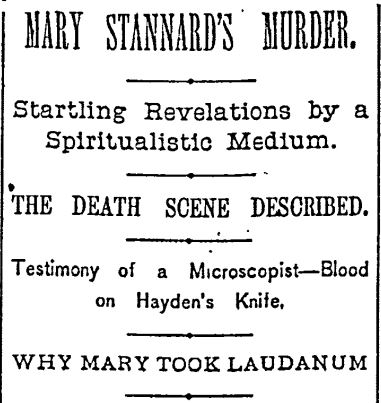 MARY STANNARD'S MURDER.
Startling Revelations by a
Spiritualistic Medium.
THE DEATH SCENE DESCRIBED.
Testimony of a Microscopist—Blood
on Hayden's Knife,
WHY MARY TOOK LAUDANUM